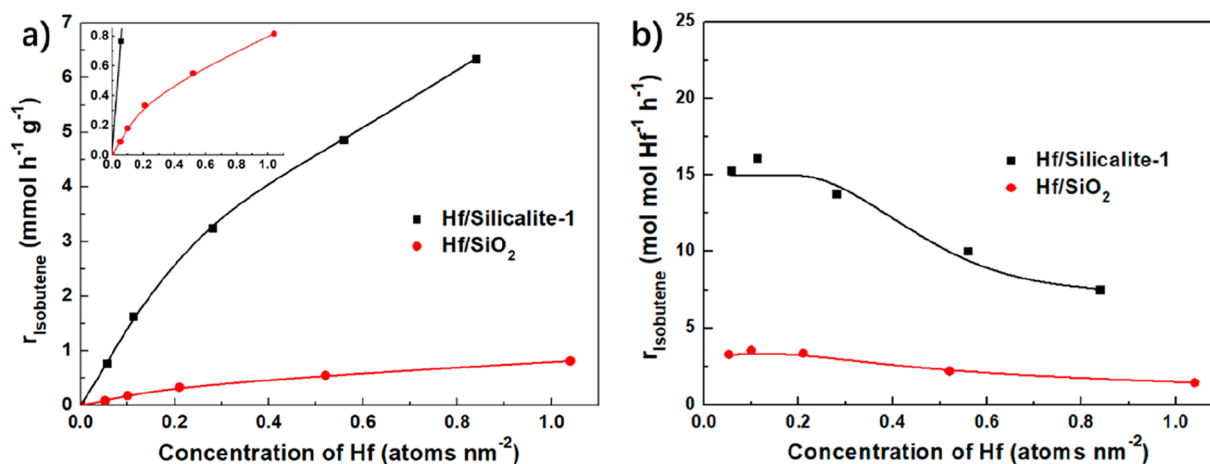 a)
r_Isobutene (mmol h⁻¹ g⁻¹)
7
6
5
4
3
2
1
0
0.8
0.6
0.4
0.2
0.0
0.0 0.2 0.4 0.6 0.8 1.0
Hf/Silicalite-1
Hf/SiO₂
0.0 0.2 0.4 0.6 0.8 1.0
Concentration of Hf (atoms nm⁻²)
b)
r_Isobutene (mol mol Hf⁻¹ h⁻¹)
25
20
15
10
5
0
Hf/Silicalite-1
Hf/SiO₂
0.0 0.2 0.4 0.6 0.8 1.0
Concentration of Hf (atoms nm⁻²)